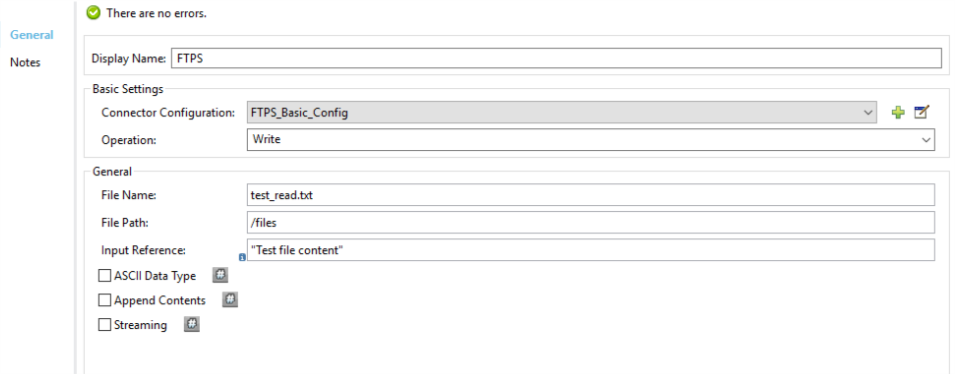 There are no errors.
General
Notes
Display Name: FTPS
Basic Settings
Connector Configuration: FTPS_Basic_Config
Operation: Write
General
File Name: test_read.txt
File Path: /files
Input Reference: "Test file content"
ASCII Data Type #
Append Contents #
Streaming #